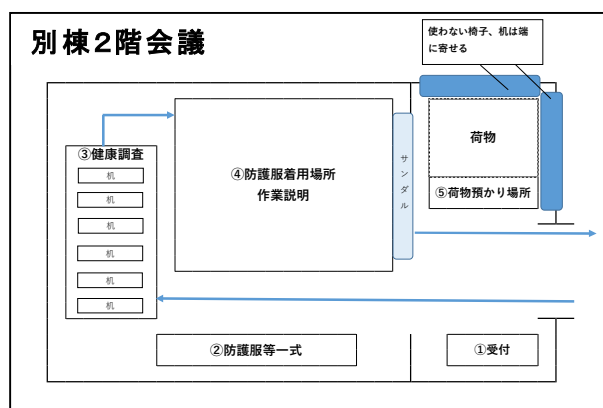 別棟2階会議
使わない椅子、机は端
に寄せる
③健康調査
机
机
机
机
机
机
④防護服着用場所
作業説明
サンダル
荷物
⑤荷物預かり場所
②防護服等一式
①受付